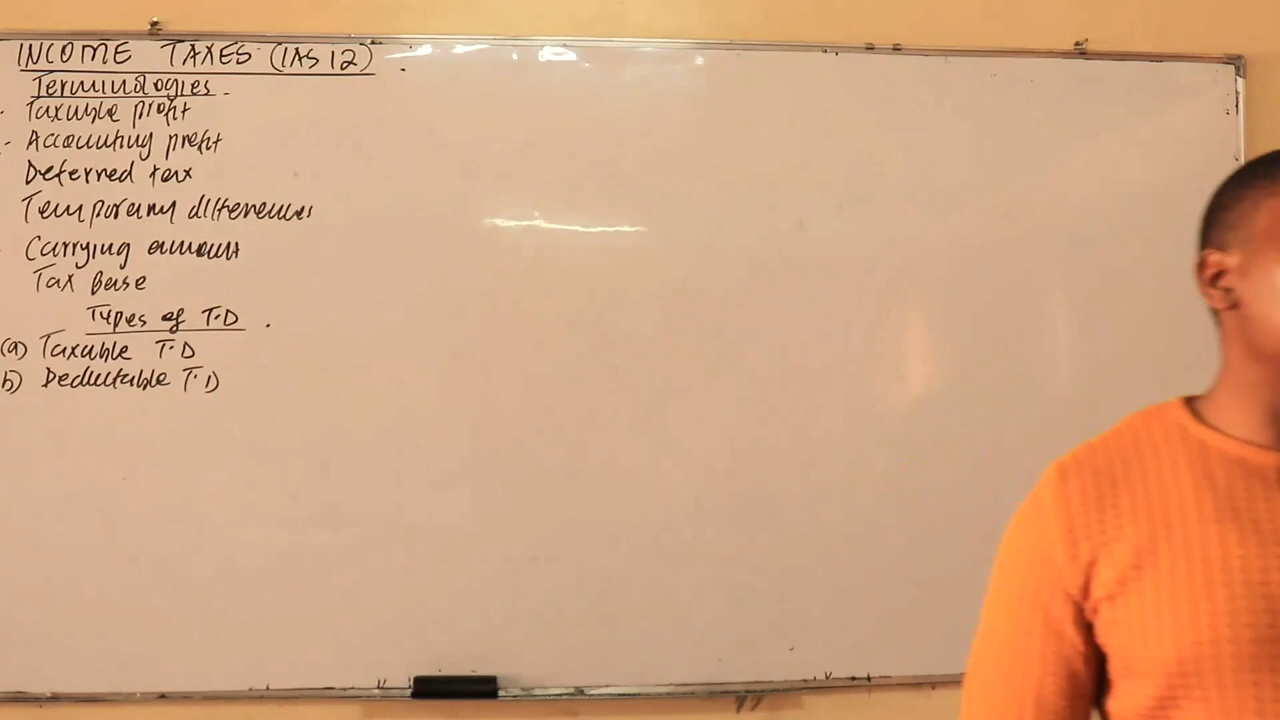 INCOME TAXES (IAS 12)
Terminologies
- Taxable profit
- Accounting profit
Deferred tax
Temporary differences
Carrying amount
Tax Base
Types of T.D
(a) Taxable T.D
b) Deductable T.D